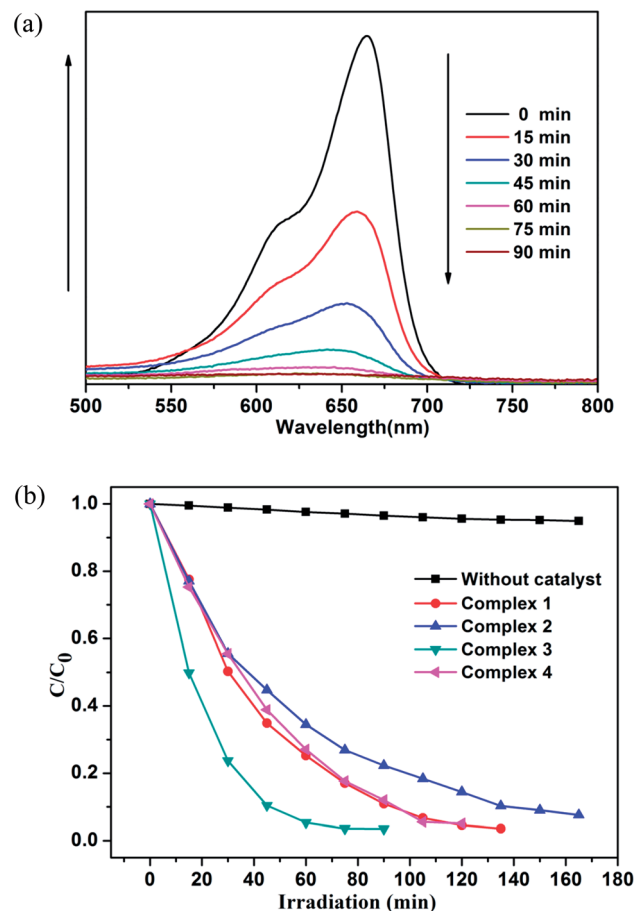 (a)
0 min
15 min
30 min
45 min
60 min
75 min
90 min
500 550 600 650 700 750 800
Wavelength(nm)
(b)
1.0
0.8
0.6
0.4
0.2
0.0
C/C0
Without catalyst
Complex 1
Complex 2
Complex 3
Complex 4
0 20 40 60 80 100 120 140 160 180
Irradiation (min)